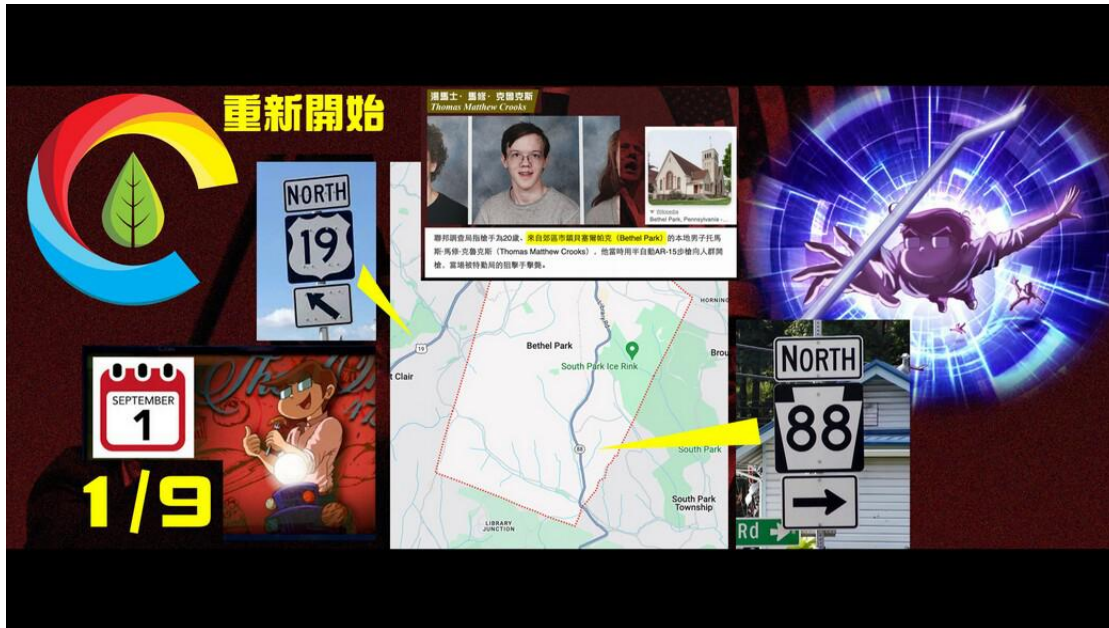 重新開始
NORTH
19
SEPTEMBER
1
1/9
湯馬士·馬修·克魯克斯
Thomas Matthew Crooks
Wikipedia
Bethel Park, Pennsylvania - ...
聯邦調查局指槍手為20歲、來自郊區市鎮貝塞爾帕克（Bethel Park）的本地男子托馬
斯·馬修·克魯克斯（Thomas Matthew Crooks）。他當時用半自動AR-15步槍向人群開
槍，當場被特勤局的狙擊手擊斃。
HORNING
19
Bethel Park
South Park Ice Rink
Brou
t Clair
88
South Park
South Park
Township
LIBRARY
JUNCTION
NORTH
88
Rd